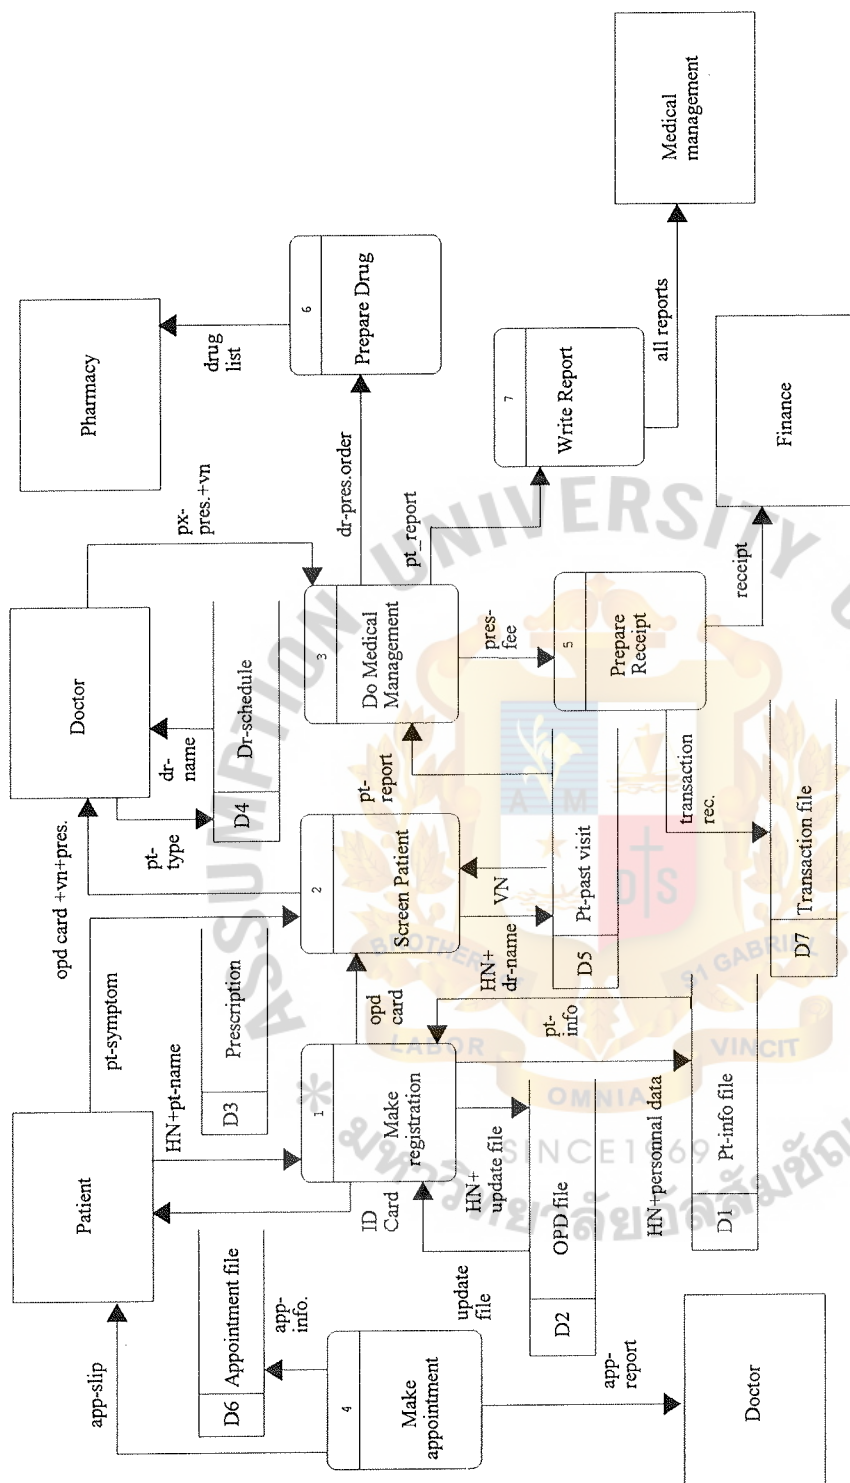 Patient
Doctor
Pharmacy
app-slip
pt-symptom
opd card +vn+pres.
px-
pres.+vn
drug
list
D6 Appointment file
HN+pt-name
D3 Prescription
pt-
type
dr-
name
D4 Dr-schedule
app-
info.
ID
Card
opd
card
pt-
report
dr-pres.order
4
Make
appointment
1
Make
registration
2
Screen Patient
3
Do Medical
Management
6
Prepare Drug
update
file
HN+
update file
HN+
dr-name
VN
pres-
fee
pt_report
D2 OPD file
pt-
info
D5 Pt-past visit
5
Prepare
Receipt
7
Write Report
app-
report
HN+personnal data
transaction
rec.
receipt
all reports
Doctor
D1 Pt-info file
D7 Transaction file
Finance
Medical
management
ASSUMPTION UNIVERSITY
A M
D S
BROTHER
ST GABRIEL
LABOR
OMNIA
VINCIT
SINCE1969